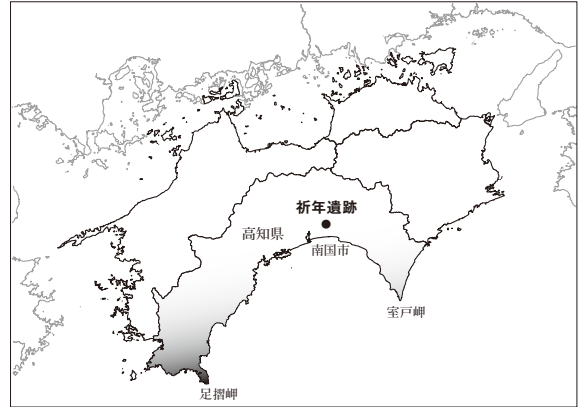 祈年遺跡
高知県
南国市
室戸岬
足摺岬